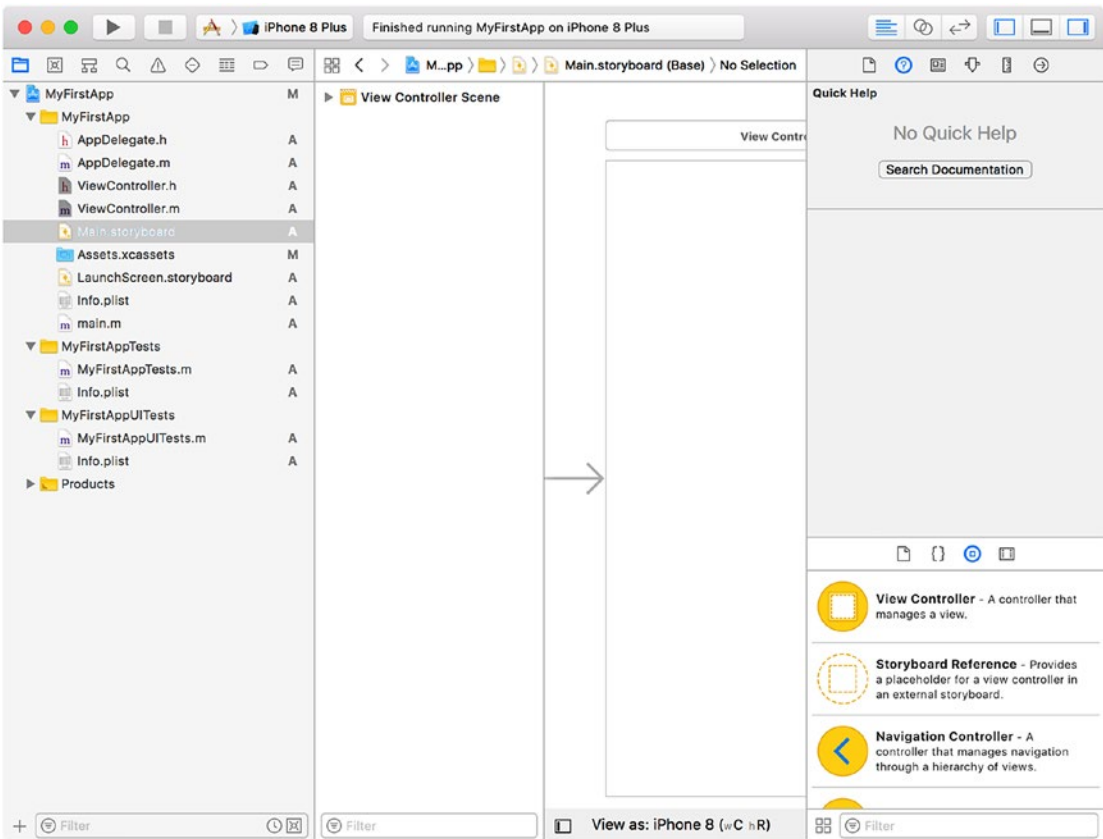 iPhone 8 Plus
Finished running MyFirstApp on iPhone 8 Plus
M...pp
Main.storyboard (Base)
No Selection
MyFirstApp M
MyFirstApp
h AppDelegate.h A
m AppDelegate.m A
h ViewController.h A
m ViewController.m A
Main.storyboard A
Assets.xcassets M
LaunchScreen.storyboard A
Info.plist A
m main.m A
MyFirstAppTests
m MyFirstAppTests.m A
Info.plist A
MyFirstAppUITests
m MyFirstAppUITests.m A
Info.plist A
Products
Filter
View Controller Scene
Filter
View Contro
View as: iPhone 8 (wC hR)
Quick Help
No Quick Help
Search Documentation
{}
View Controller - A controller that
manages a view.
Storyboard Reference - Provides
a placeholder for a view controller in
an external storyboard.
Navigation Controller - A
controller that manages navigation
through a hierarchy of views.
Filter